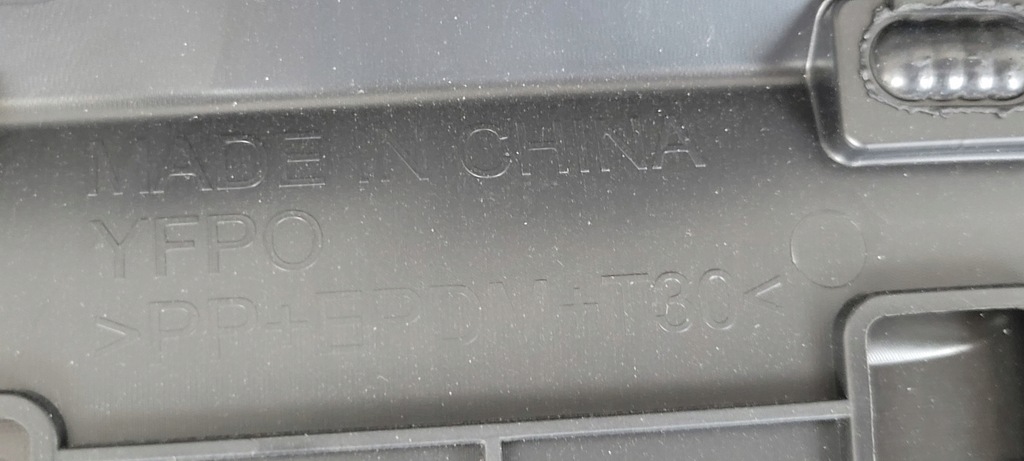 MADE IN CHINA
YFPO
>PP+EPDM+T30<